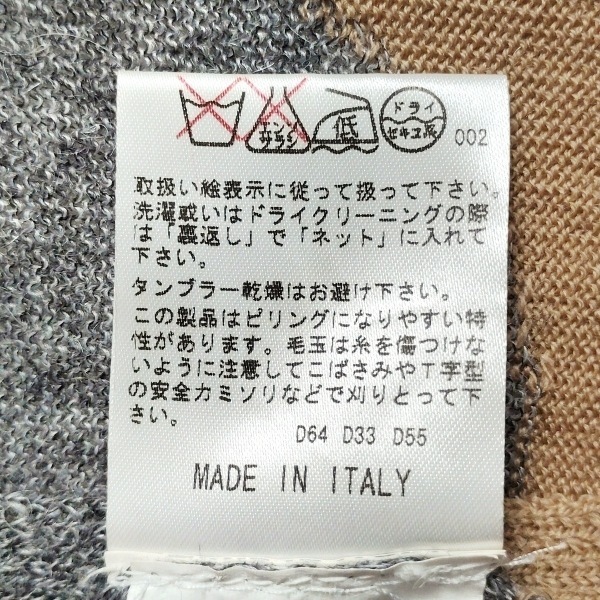 エンソ
サラシ
低
ドライ
セキユ系
002
取扱い絵表示に従って扱って下さい。
洗濯或いはドライクリーニングの際
は「裏返し」で「ネット」に入れて
下さい。
タンブラー乾燥はお避け下さい。
この製品はピリングになりやすい特
性があります。毛玉は糸を傷つけな
いように注意してこばさみやT字型
の安全カミソリなどで刈りとって下
さい。
D64 D33 D55
MADE IN ITALY